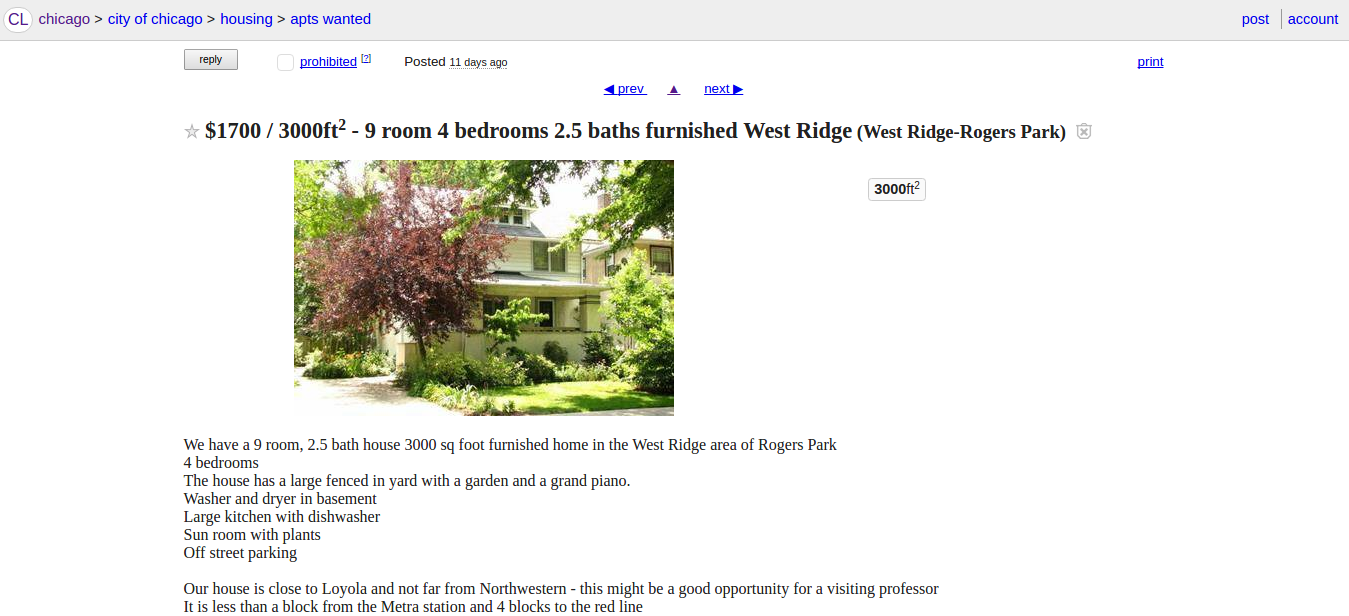 CL chicago > city of chicago > housing > apts wanted post account
reply prohibited [?] Posted 11 days ago print
◀ prev ▲ next ▶
☆ $1700 / 3000ft2 - 9 room 4 bedrooms 2.5 baths furnished West Ridge (West Ridge-Rogers Park)
3000ft2
We have a 9 room, 2.5 bath house 3000 sq foot furnished home in the West Ridge area of Rogers Park
4 bedrooms
The house has a large fenced in yard with a garden and a grand piano.
Washer and dryer in basement
Large kitchen with dishwasher
Sun room with plants
Off street parking
Our house is close to Loyola and not far from Northwestern - this might be a good opportunity for a visiting professor
It is less than a block from the Metra station and 4 blocks to the red line